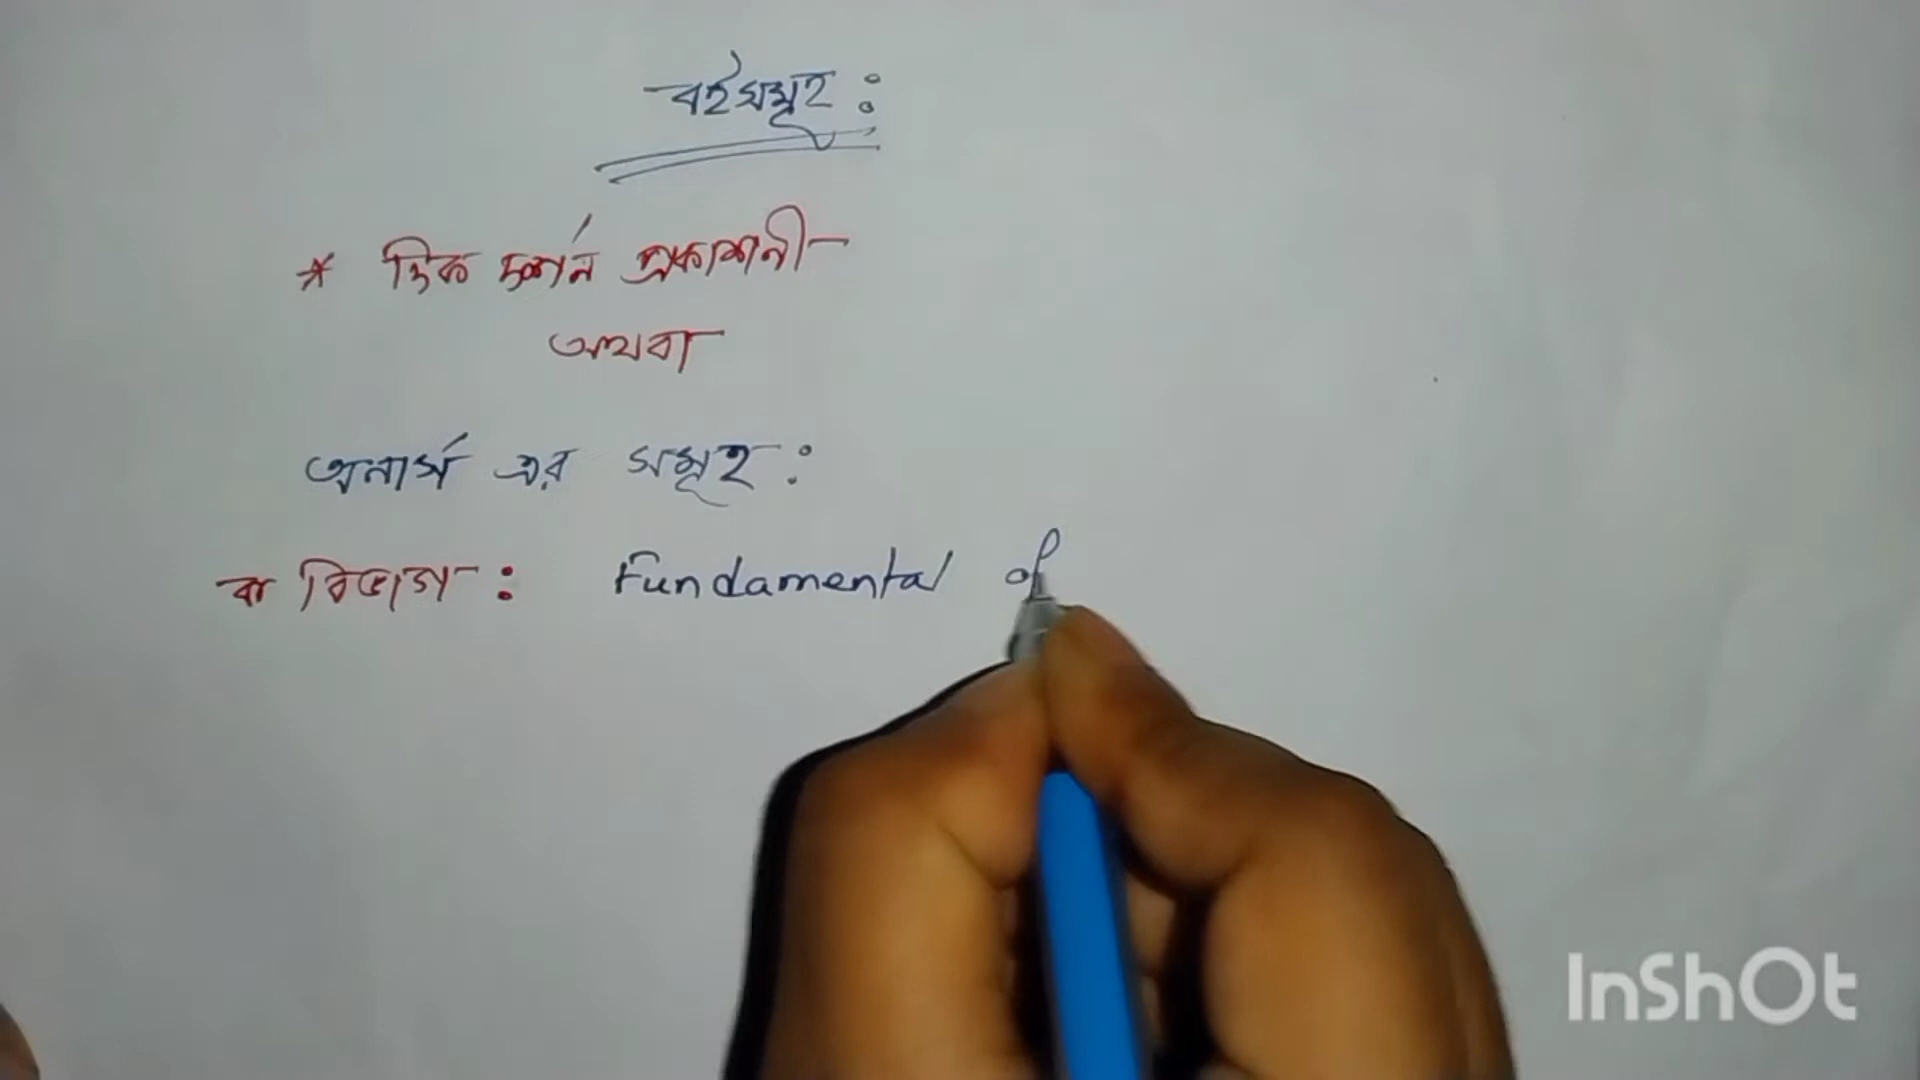 বইসমূহ :
* দিক দর্শন প্রকাশনী
অথবা
অনার্স এর সমূহ :
ক বিভাগ : Fundamental of
InShOt